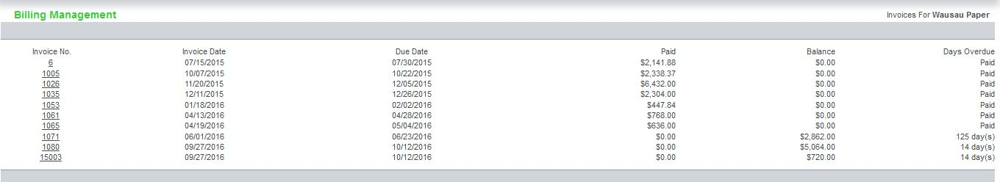 Billing Management Invoices For Wausau Paper
Invoice No. Invoice Date Due Date Paid Balance Days Overdue
6 07/15/2015 07/30/2015 $2,141.88 $0.00 Paid
1005 10/07/2015 10/22/2015 $2,338.37 $0.00 Paid
1026 11/20/2015 12/05/2015 $6,432.00 $0.00 Paid
1035 12/11/2015 12/26/2015 $2,304.00 $0.00 Paid
1053 01/18/2016 02/02/2016 $447.84 $0.00 Paid
1061 04/13/2016 04/28/2016 $768.00 $0.00 Paid
1065 04/19/2016 05/04/2016 $636.00 $0.00 Paid
1071 06/01/2016 06/23/2016 $0.00 $2,862.00 125 day(s)
1080 09/27/2016 10/12/2016 $0.00 $5,064.00 14 day(s)
15003 09/27/2016 10/12/2016 $0.00 $720.00 14 day(s)